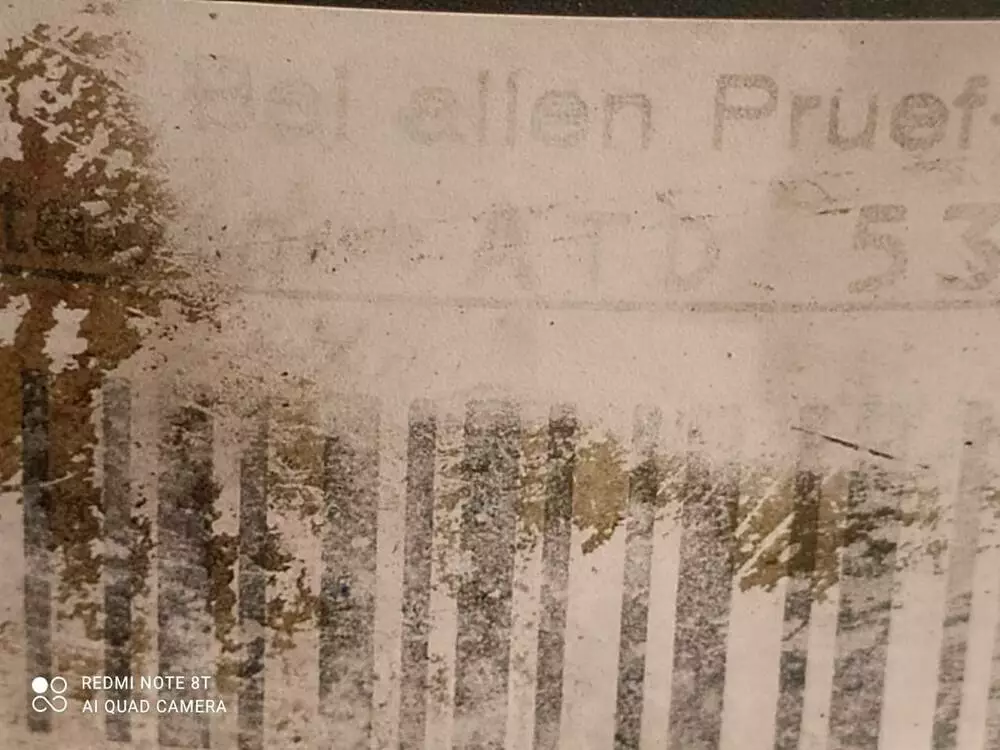 Bei allen Pruef-
ATD 53
REDMI NOTE 8T
AI QUAD CAMERA